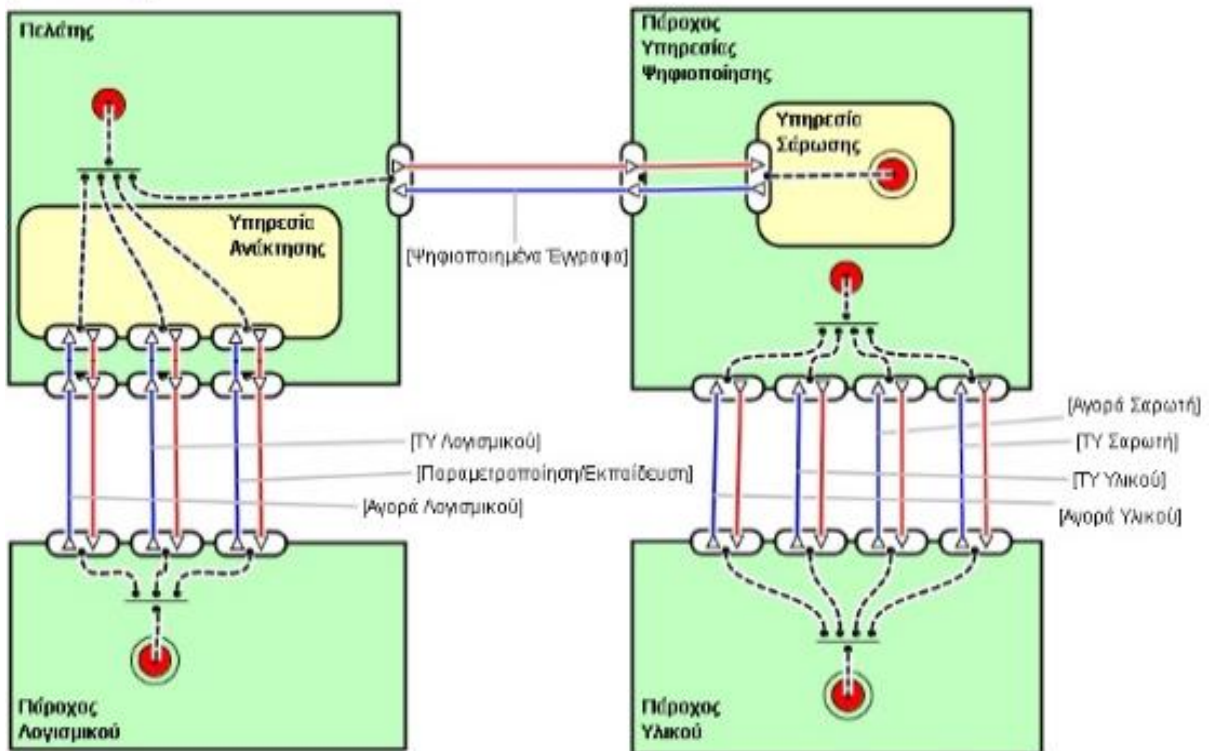 Πελάτης
Πάροχος
Υπηρεσίας
Ψηφιοποίησης
Υπηρεσία
Σάρωσης
Υπηρεσία
Ανάκτησης
[Ψηφιοποιημένα Έγγραφα]
[ΤΥ Λογισμικού]
[Παραμετροποίηση/Εκπαίδευση]
[Αγορά Λογισμικού]
[Αγορά Σαρωτή]
[ΤΥ Σαρωτή]
[ΤΥ Υλικού]
[Αγορά Υλικού]
Πάροχος
Λογισμικού
Πάροχος
Υλικού